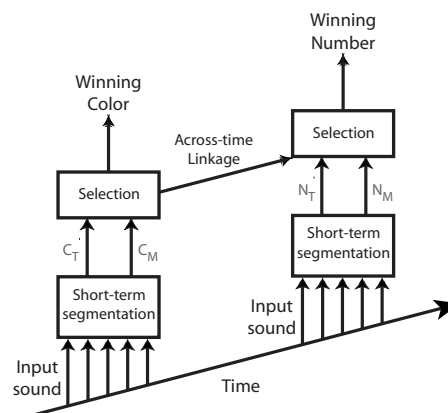 Winning
Number
Winning
Color
Selection
Across-time
Linkage
Selection
N_T
N_M
C_T
C_M
Short-term
segmentation
Short-term
segmentation
Input
sound
Input
sound
Time